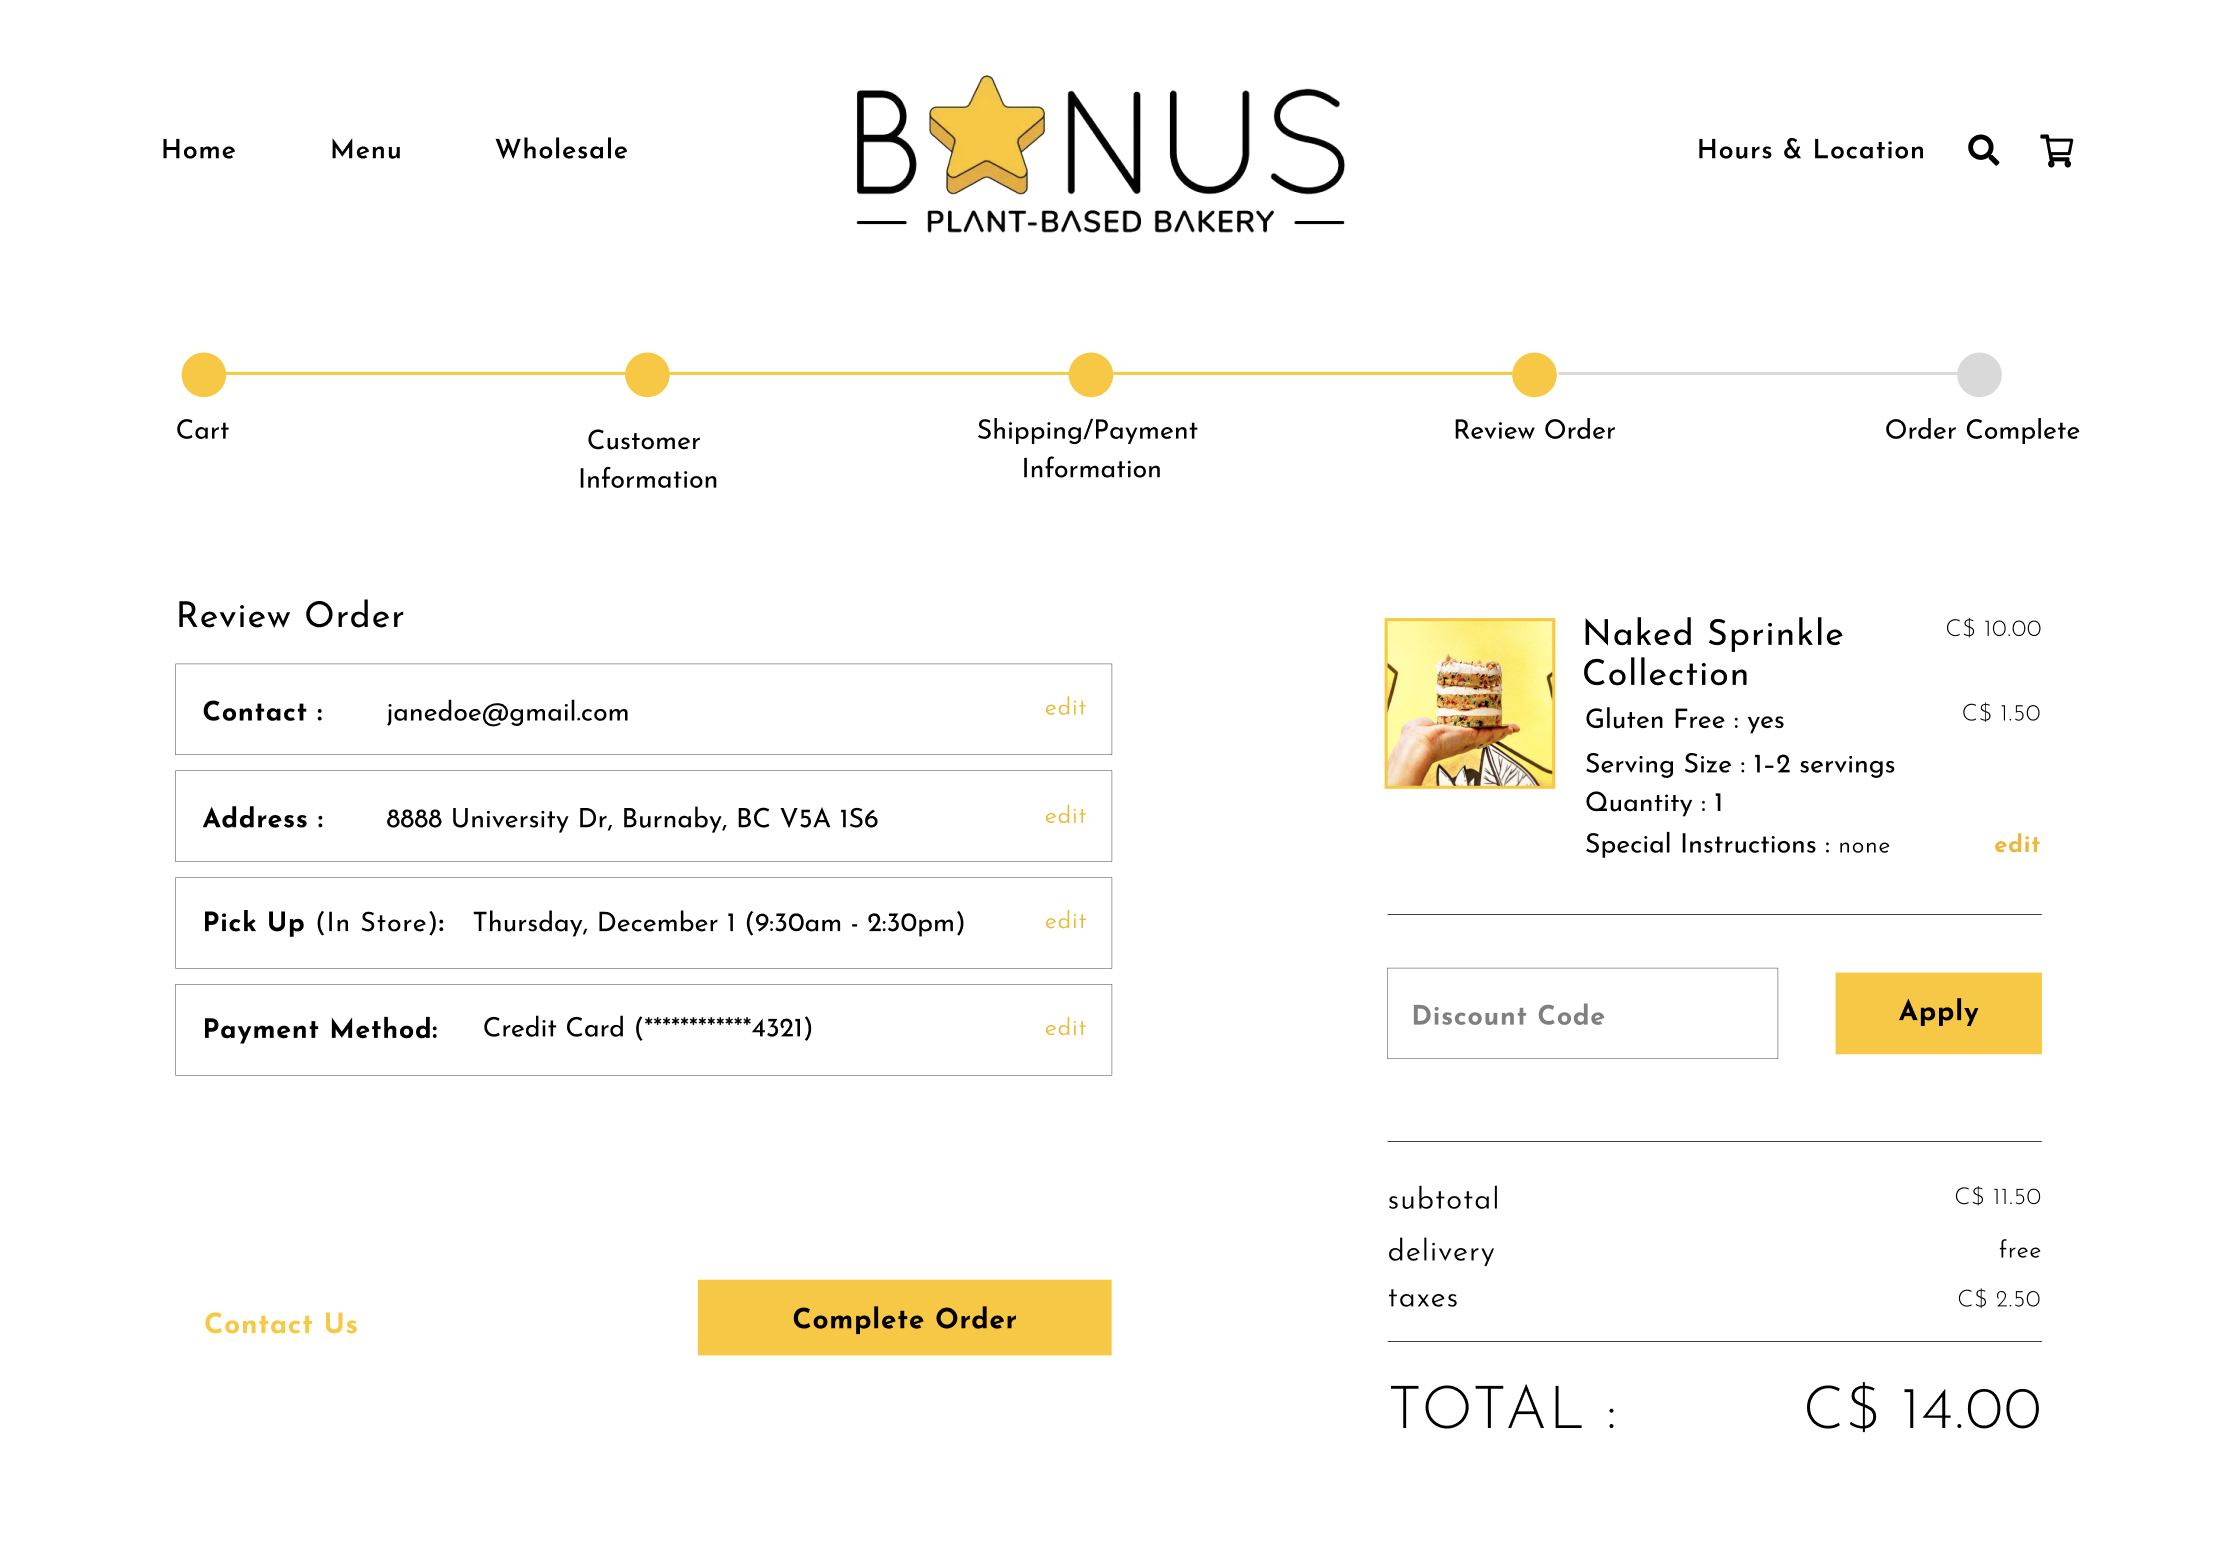 Home
Menu
Wholesale
BONUS
PLANT-BASED BAKERY
Hours & Location
Cart
Customer
Information
Shipping/Payment
Information
Review Order
Order Complete
Review Order
Contact : janedoe@gmail.com edit
Address : 8888 University Dr, Burnaby, BC V5A 1S6 edit
Pick Up (In Store): Thursday, December 1 (9:30am - 2:30pm) edit
Payment Method: Credit Card (************4321) edit
Contact Us
Complete Order
Naked Sprinkle C$ 10.00
Collection
Gluten Free : yes C$ 1.50
Serving Size : 1-2 servings
Quantity : 1
Special Instructions : none edit
Discount Code
Apply
subtotal C$ 11.50
delivery free
taxes C$ 2.50
TOTAL : C$ 14.00